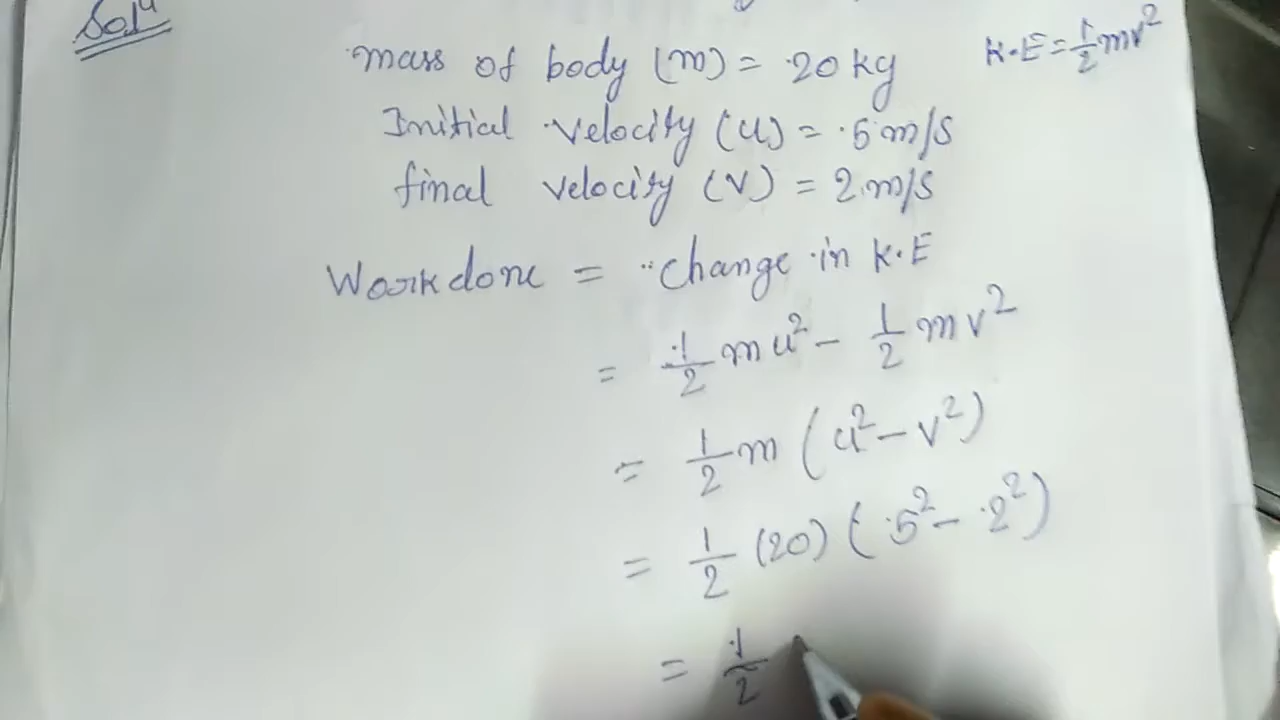 Sol4
mass of body (m) = 20 kg
K.E = 1/2 mv²
Initial velocity (u) = 5 m/s
final velocity (v) = 2 m/s
Workdone = change in K.E
= 1/2 mu² - 1/2 mv²
= 1/2 m (u² - v²)
= 1/2 (20) (5² - 2²)
= 1/2